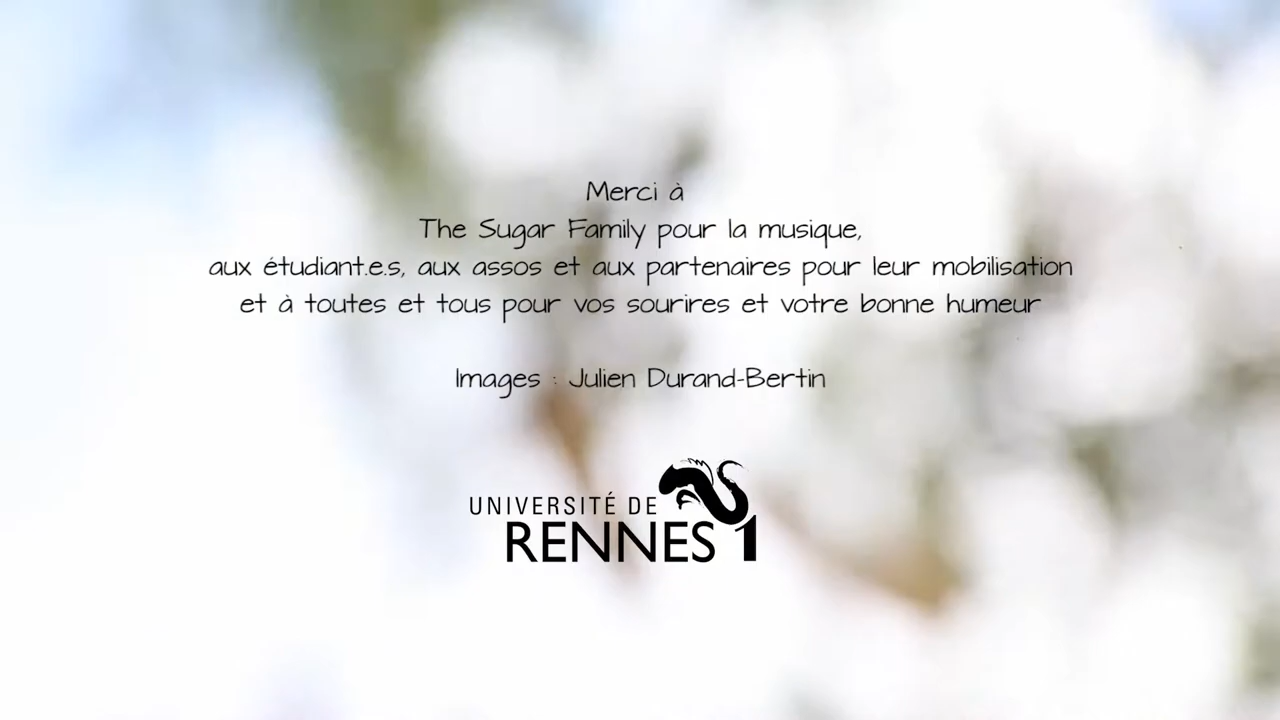 Merci à
The Sugar Family pour la musique,
aux étudiant.e.s, aux assos et aux partenaires pour leur mobilisation
et à toutes et tous pour vos sourires et votre bonne humeur
Images : Julien Durand-Bertin
UNIVERSITÉ DE
RENNES 1